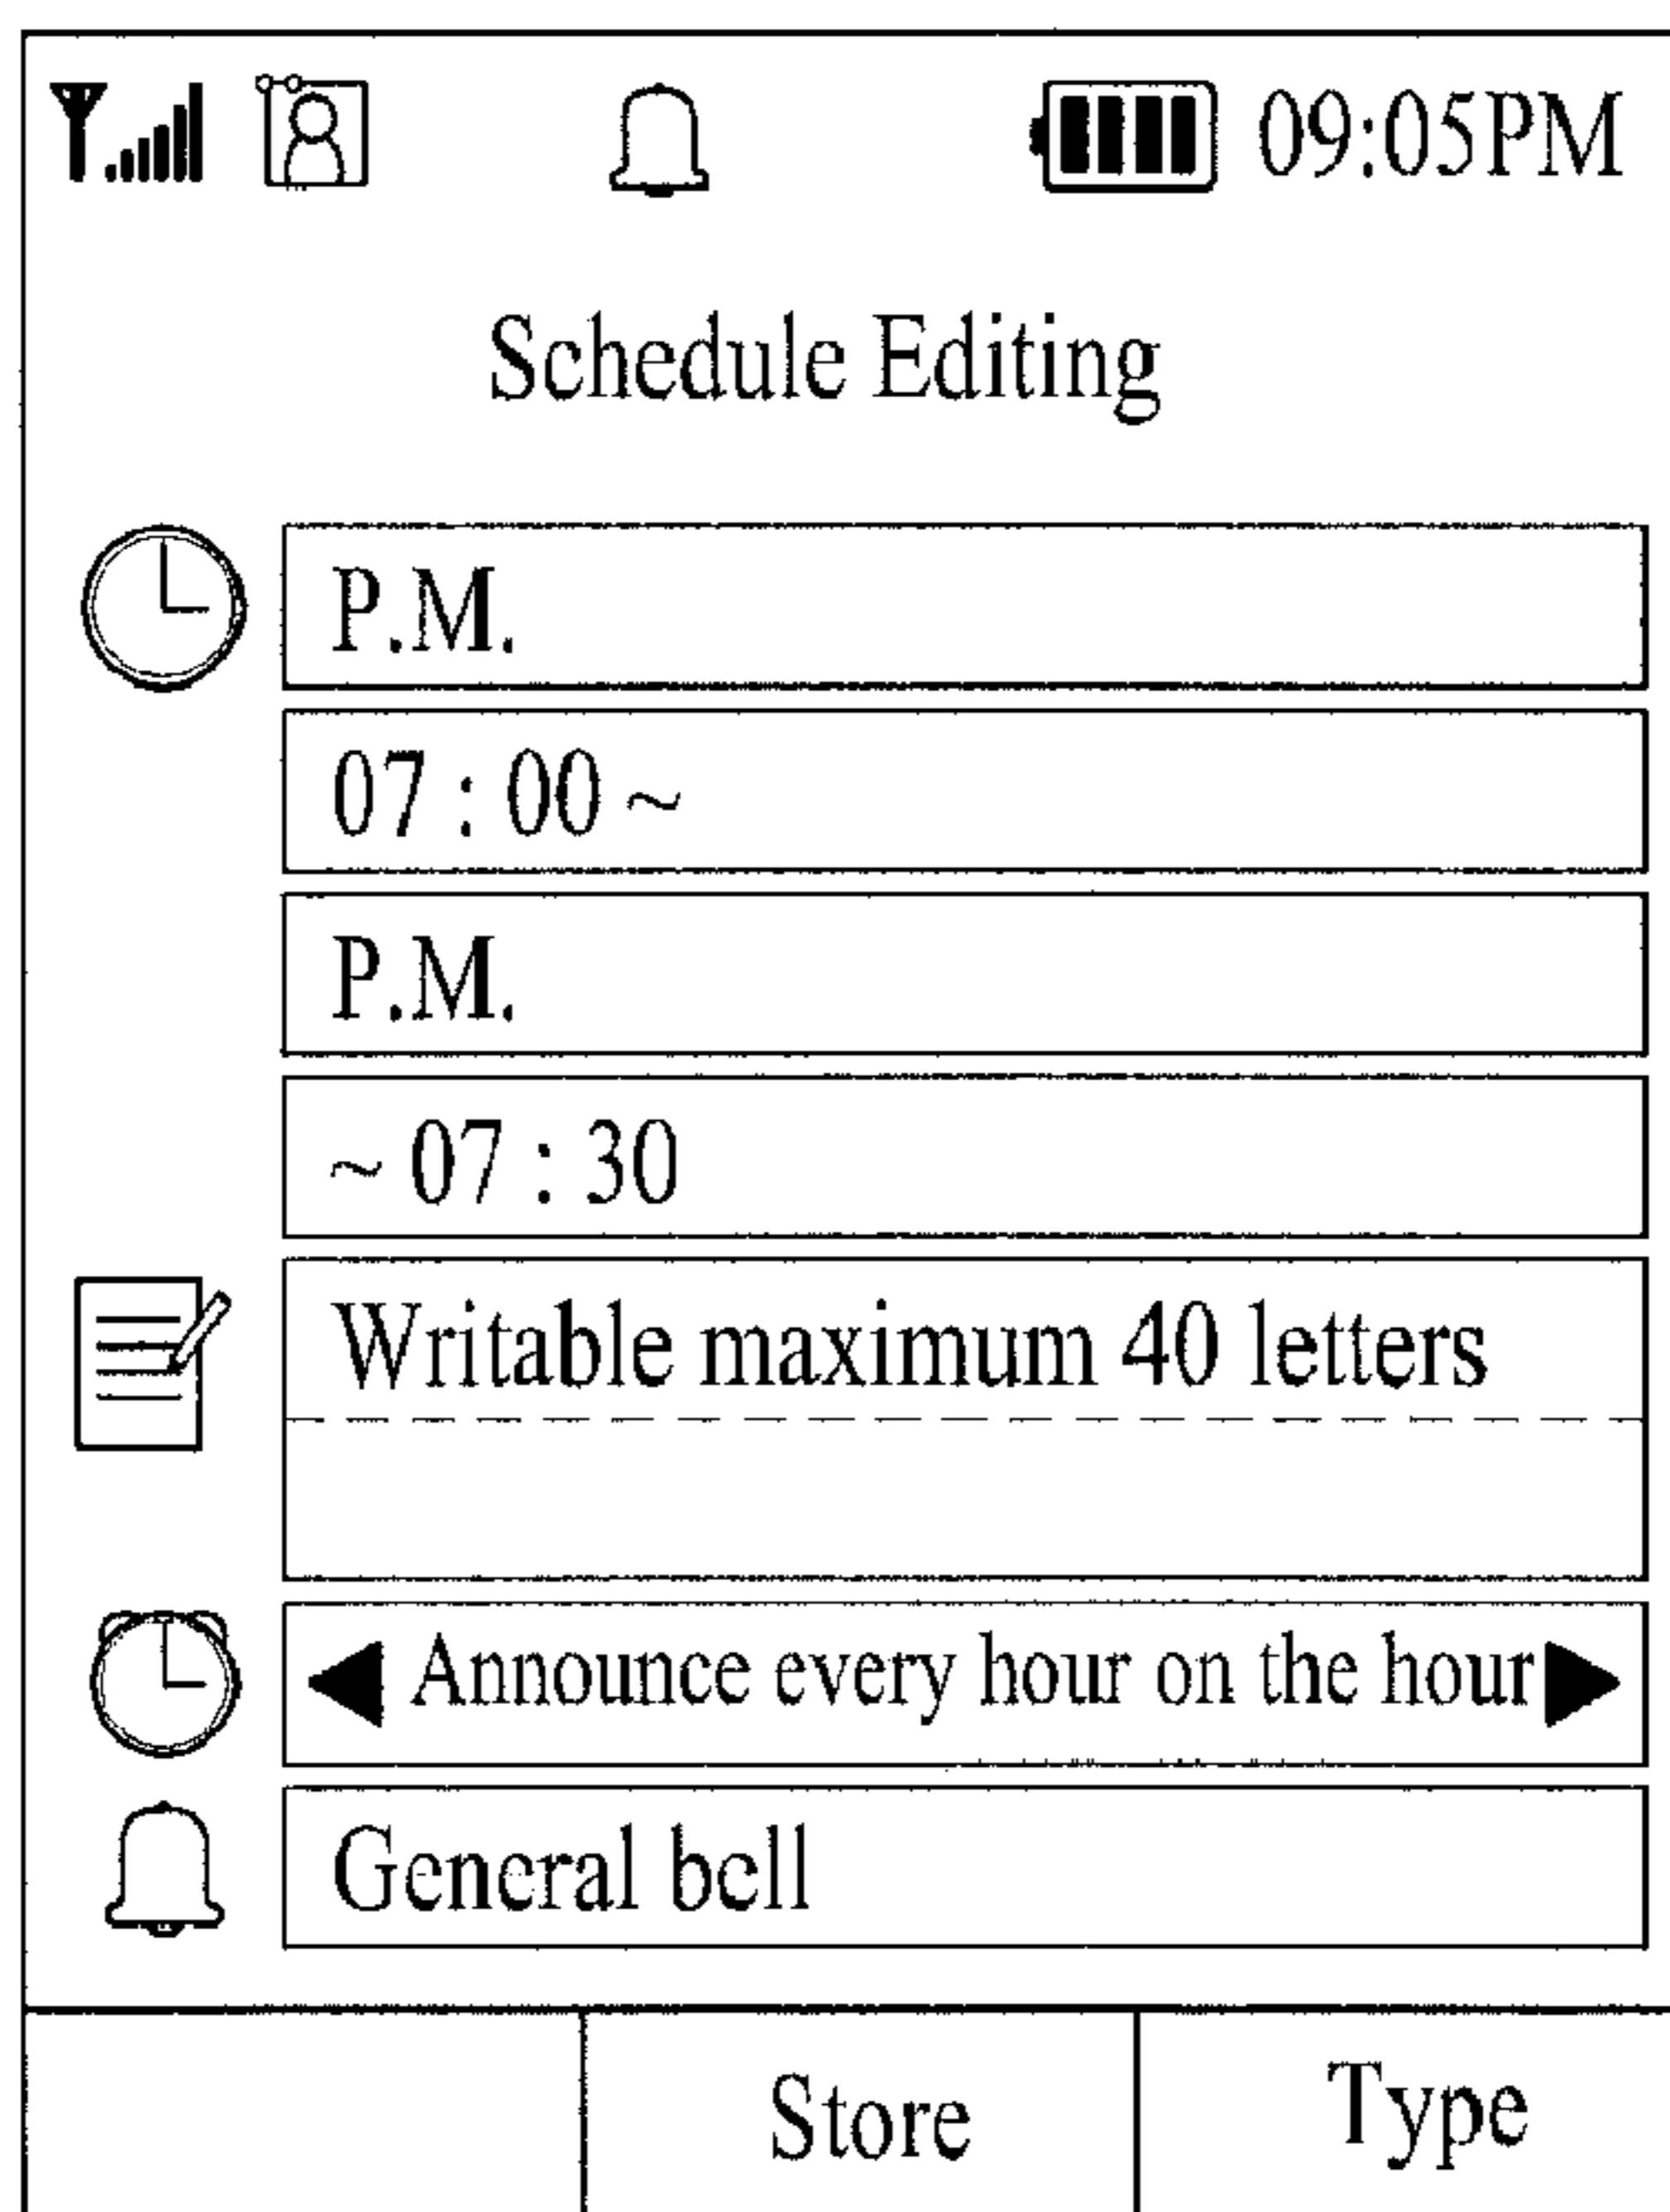 09:05PM
Schedule Editing
P.M.
07 : 00 ~
P.M.
~ 07 : 30
Writable maximum 40 letters
Announce every hour on the hour
General bell
Store
Type